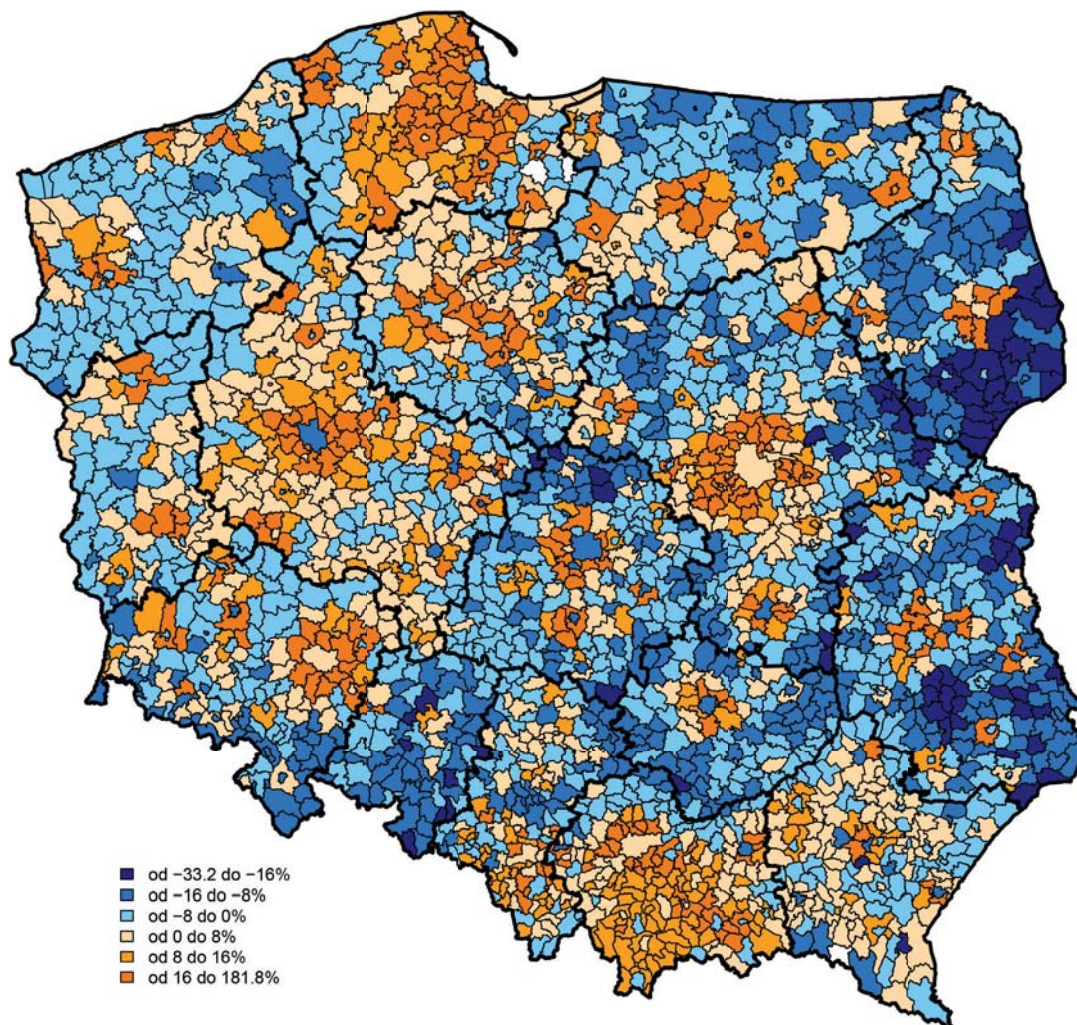 od −33.2 do −16%
od −16 do −8%
od −8 do 0%
od 0 do 8%
od 8 do 16%
od 16 do 181.8%